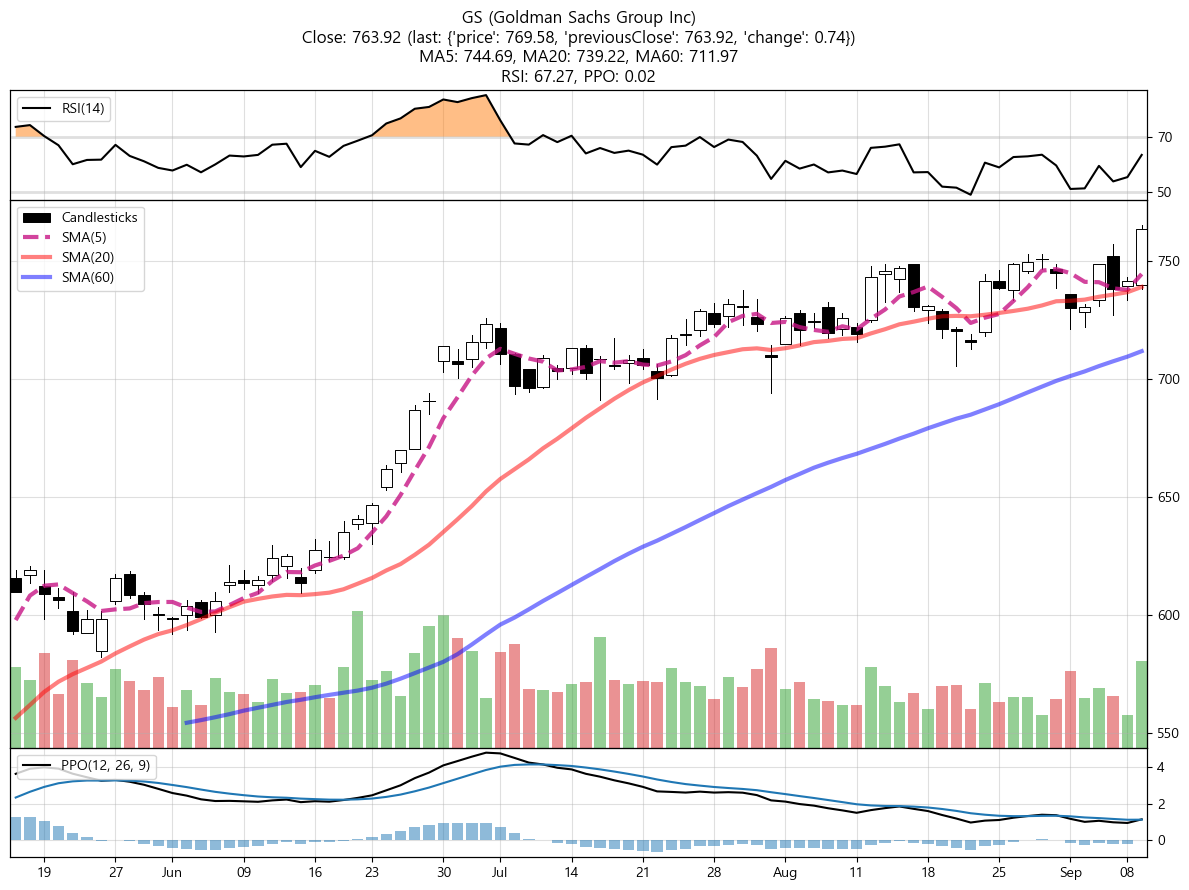 GS (Goldman Sachs Group Inc)
Close: 763.92 (last: {'price': 769.58, 'previousClose': 763.92, 'change': 0.74})
MA5: 744.69, MA20: 739.22, MA60: 711.97
RSI: 67.27, PPO: 0.02
RSI(14)
70
50
Candlesticks
SMA(5)
SMA(20)
SMA(60)
750
700
650
600
550
PPO(12, 26, 9)
4
2
0
19 27 Jun 09 16 23 30 Jul 14 21 28 Aug 11 18 25 Sep 08